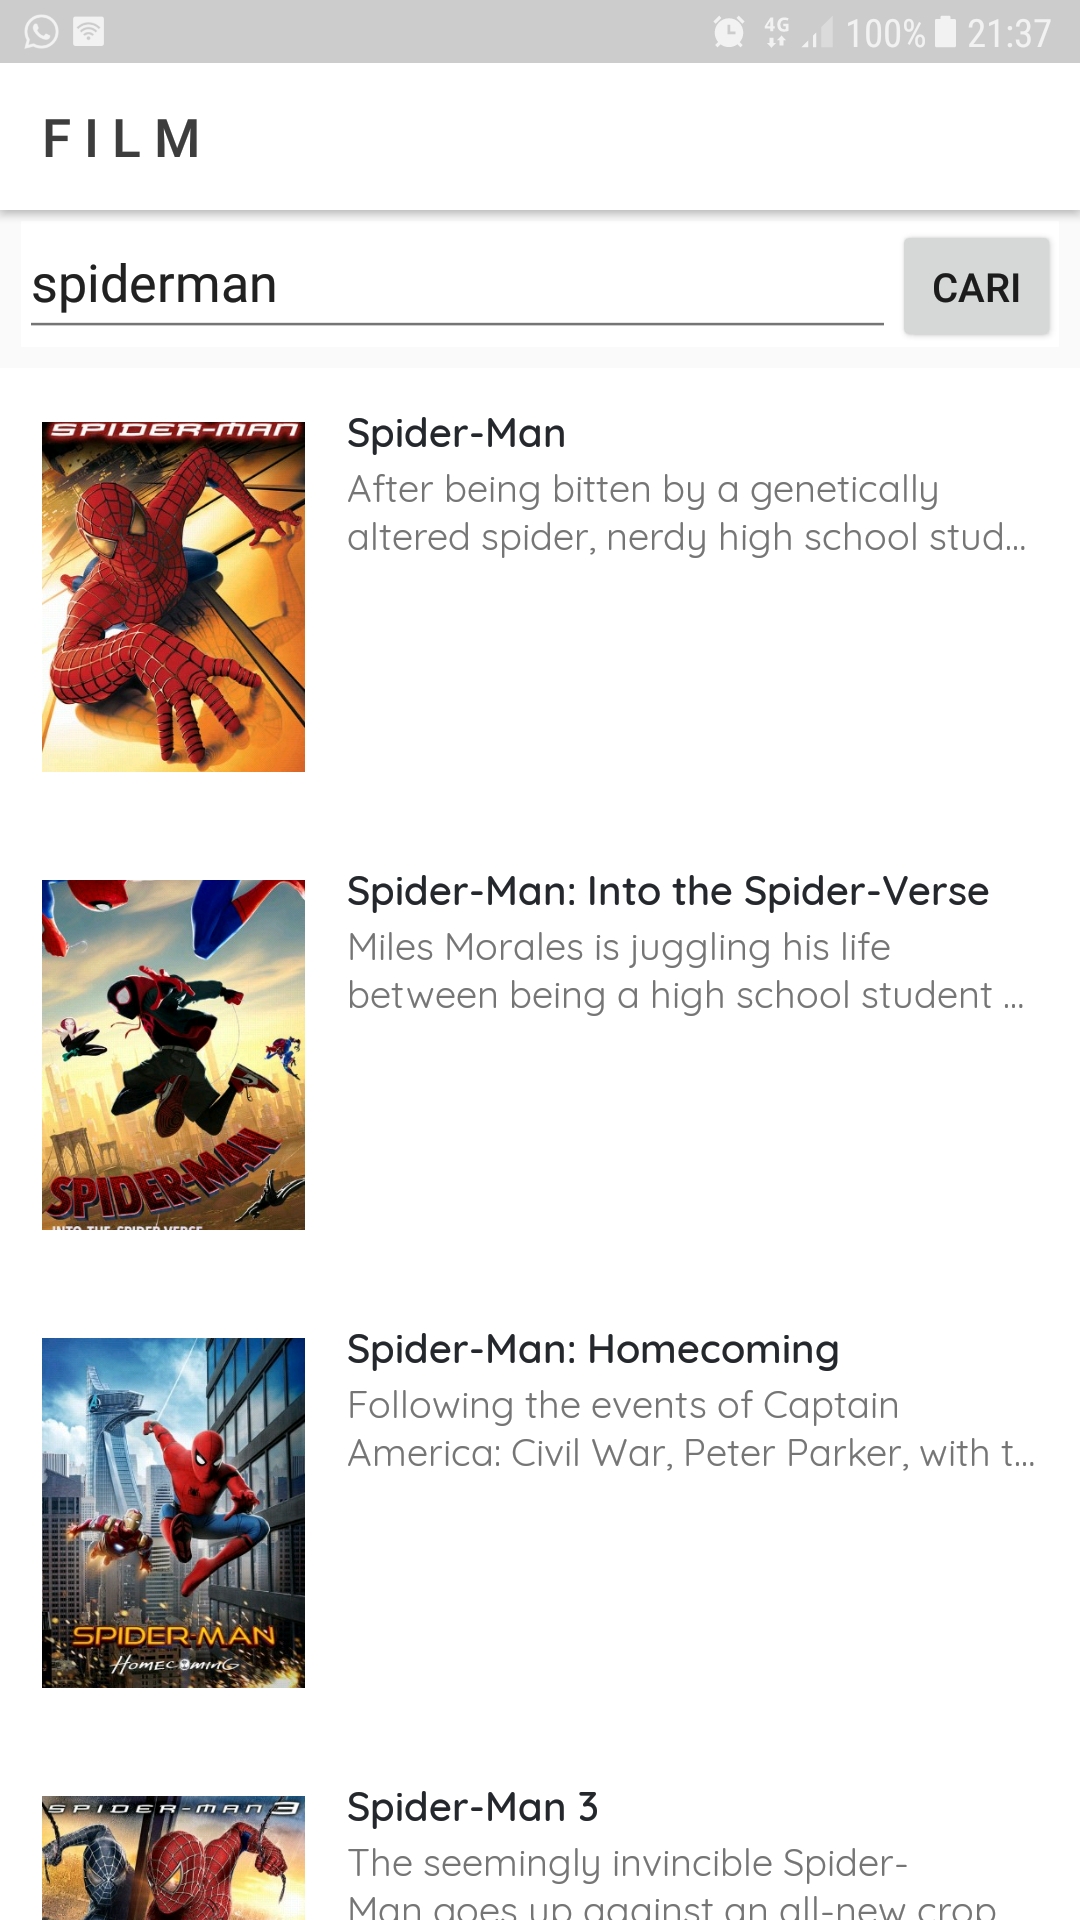 4G 100% 21:37
FILM
spiderman
CARI
SPIDER-MAN
Spider-Man
After being bitten by a genetically
altered spider, nerdy high school stud...
Spider-Man: Into the Spider-Verse
Miles Morales is juggling his life
between being a high school student ...
SPIDER-MAN
INTO THE SPIDER-VERSE
Spider-Man: Homecoming
Following the events of Captain
America: Civil War, Peter Parker, with t...
SPIDER-MAN
HOMECOMING
SPIDER-MAN 3
Spider-Man 3
The seemingly invincible Spider-
Man goes up against an all-new crop